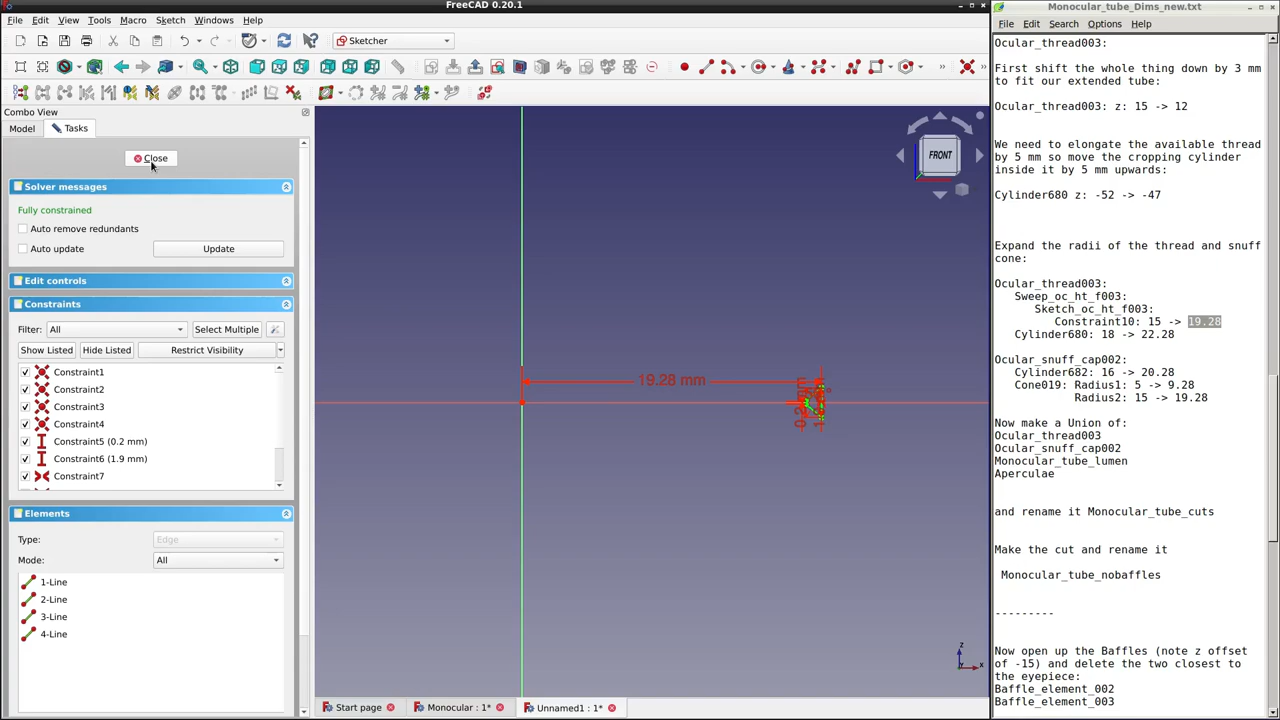 FreeCAD 0.20.1
File Edit View Tools Macro Sketch Windows Help
Sketcher
Combo View
Model Tasks
Close
Solver messages
Fully constrained
Auto remove redundants
Auto update Update
Edit controls
Constraints
Filter: All Select Multiple
Show Listed Hide Listed Restrict Visibility
Constraint1
Constraint2
Constraint3
Constraint4
Constraint5 (0.2 mm)
Constraint6 (1.9 mm)
Constraint7
Elements
Type: Edge
Mode: All
1-Line
2-Line
3-Line
4-Line
19.28 mm
FRONT
Z
X
Start page Monocular : 1* Unnamed1 : 1*
Monocular_tube_Dims_new.txt
File Edit Search Options Help
Ocular_thread003:
First shift the whole thing down by 3 mm
to fit our extended tube:
Ocular_thread003: z: 15 -> 12
We need to elongate the available thread
by 5 mm so move the cropping cylinder
inside it by 5 mm upwards:
Cylinder680 z: -52 -> -47
Expand the radii of the thread and snuff
cone:
Ocular_thread003:
Sweep_oc_ht_f003:
Sketch_oc_ht_f003:
Constraint10: 15 -> 19.28
Cylinder680: 18 -> 22.28
Ocular_snuff_cap002:
Cylinder682: 16 -> 20.28
Cone019: Radius1: 5 -> 9.28
Radius2: 15 -> 19.28
Now make a Union of:
Ocular_thread003
Ocular_snuff_cap002
Monocular_tube_lumen
Aperculae
and rename it Monocular_tube_cuts
Make the cut and rename it
Monocular_tube_nobaffles
---------
Now open up the Baffles (note z offset
of -15) and delete the two closest to
the eyepiece:
Baffle_element_002
Baffle_element_003